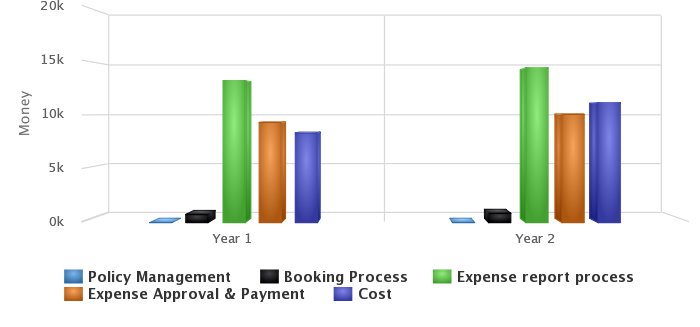 20k
15k
10k
5k
0k
Money
Year 1
Year 2
Policy Management
Booking Process
Expense report process
Expense Approval & Payment
Cost